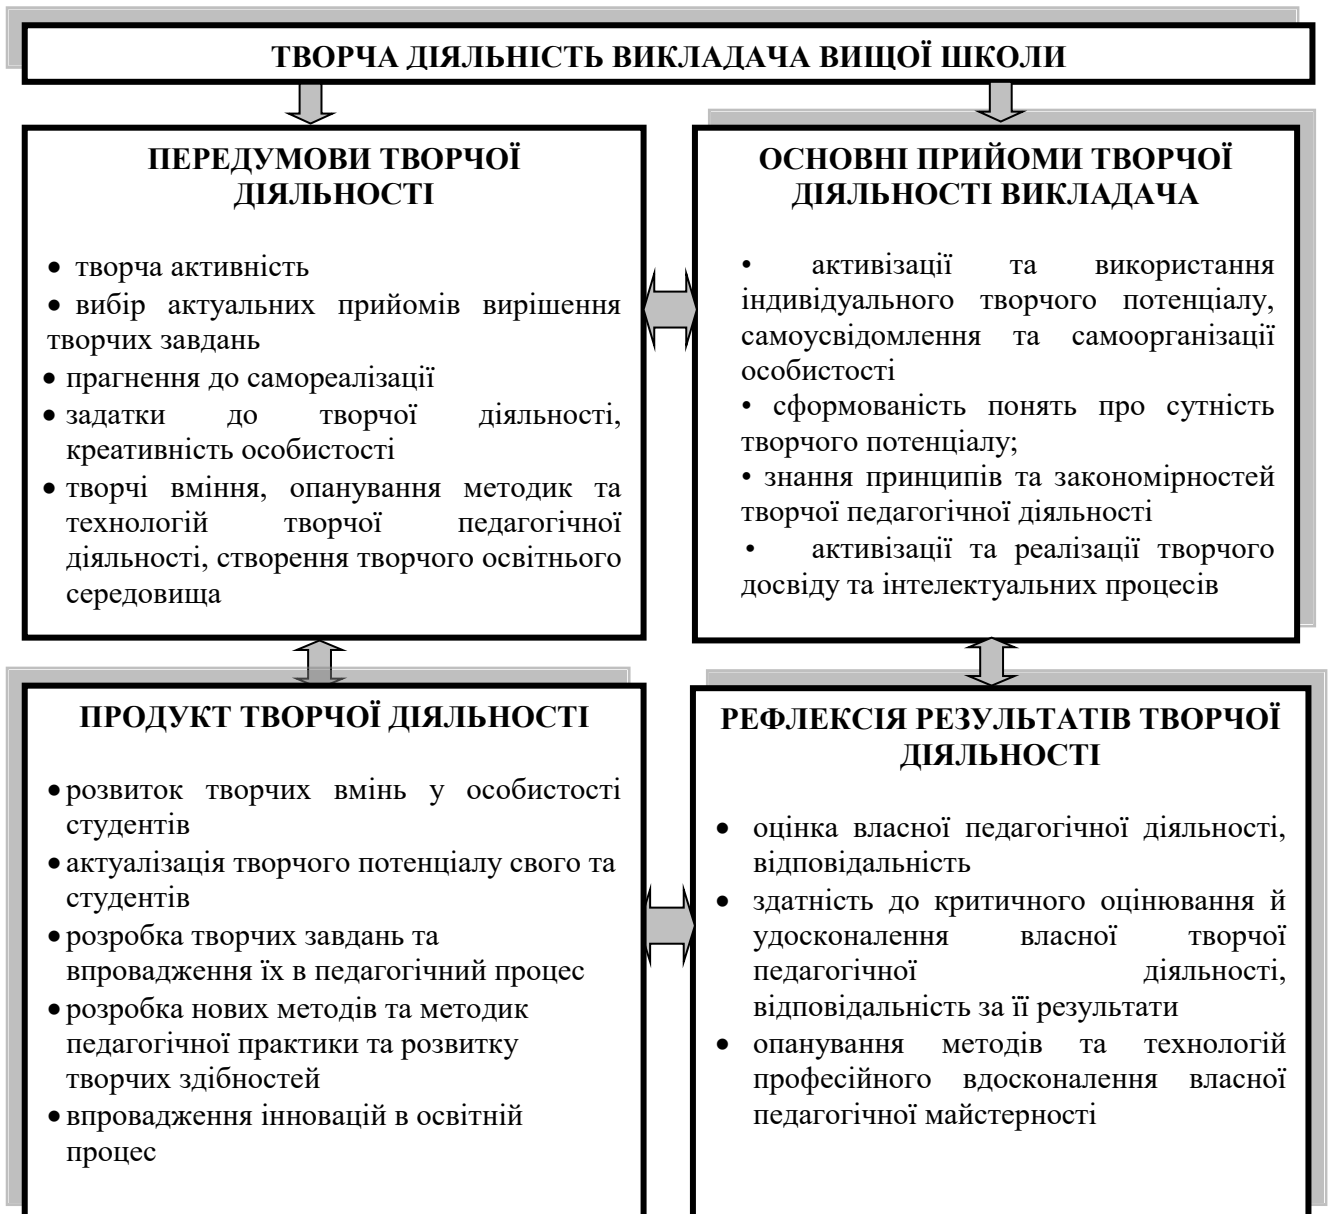 ТВОРЧА ДІЯЛЬНІСТЬ ВИКЛАДАЧА ВИЩОЇ ШКОЛИ
ПЕРЕДУМОВИ ТВОРЧОЇ
ДІЯЛЬНОСТІ
• творча активність
• вибір актуальних прийомів вирішення
творчих завдань
• прагнення до самореалізації
• задатки до творчої діяльності,
креативність особистості
• творчі вміння, опанування методик та
технологій творчої педагогічної
діяльності, створення творчого освітнього
середовища
ОСНОВНІ ПРИЙОМИ ТВОРЧОЇ
ДІЯЛЬНОСТІ ВИКЛАДАЧА
• активізації та використання
індивідуального творчого потенціалу,
самоусвідомлення та самоорганізації
особистості
• сформованість понять про сутність
творчого потенціалу;
• знання принципів та закономірностей
творчої педагогічної діяльності
• активізації та реалізації творчого
досвіду та інтелектуальних процесів
ПРОДУКТ ТВОРЧОЇ ДІЯЛЬНОСТІ
• розвиток творчих вмінь у особистості
студентів
• актуалізація творчого потенціалу свого та
студентів
• розробка творчих завдань та
впровадження їх в педагогічний процес
• розробка нових методів та методик
педагогічної практики та розвитку
творчих здібностей
• впровадження інновацій в освітній
процес
РЕФЛЕКСІЯ РЕЗУЛЬТАТІВ ТВОРЧОЇ
ДІЯЛЬНОСТІ
• оцінка власної педагогічної діяльності,
відповідальність
• здатність до критичного оцінювання й
удосконалення власної творчої
педагогічної діяльності,
відповідальність за її результати
• опанування методів та технологій
професійного вдосконалення власної
педагогічної майстерності